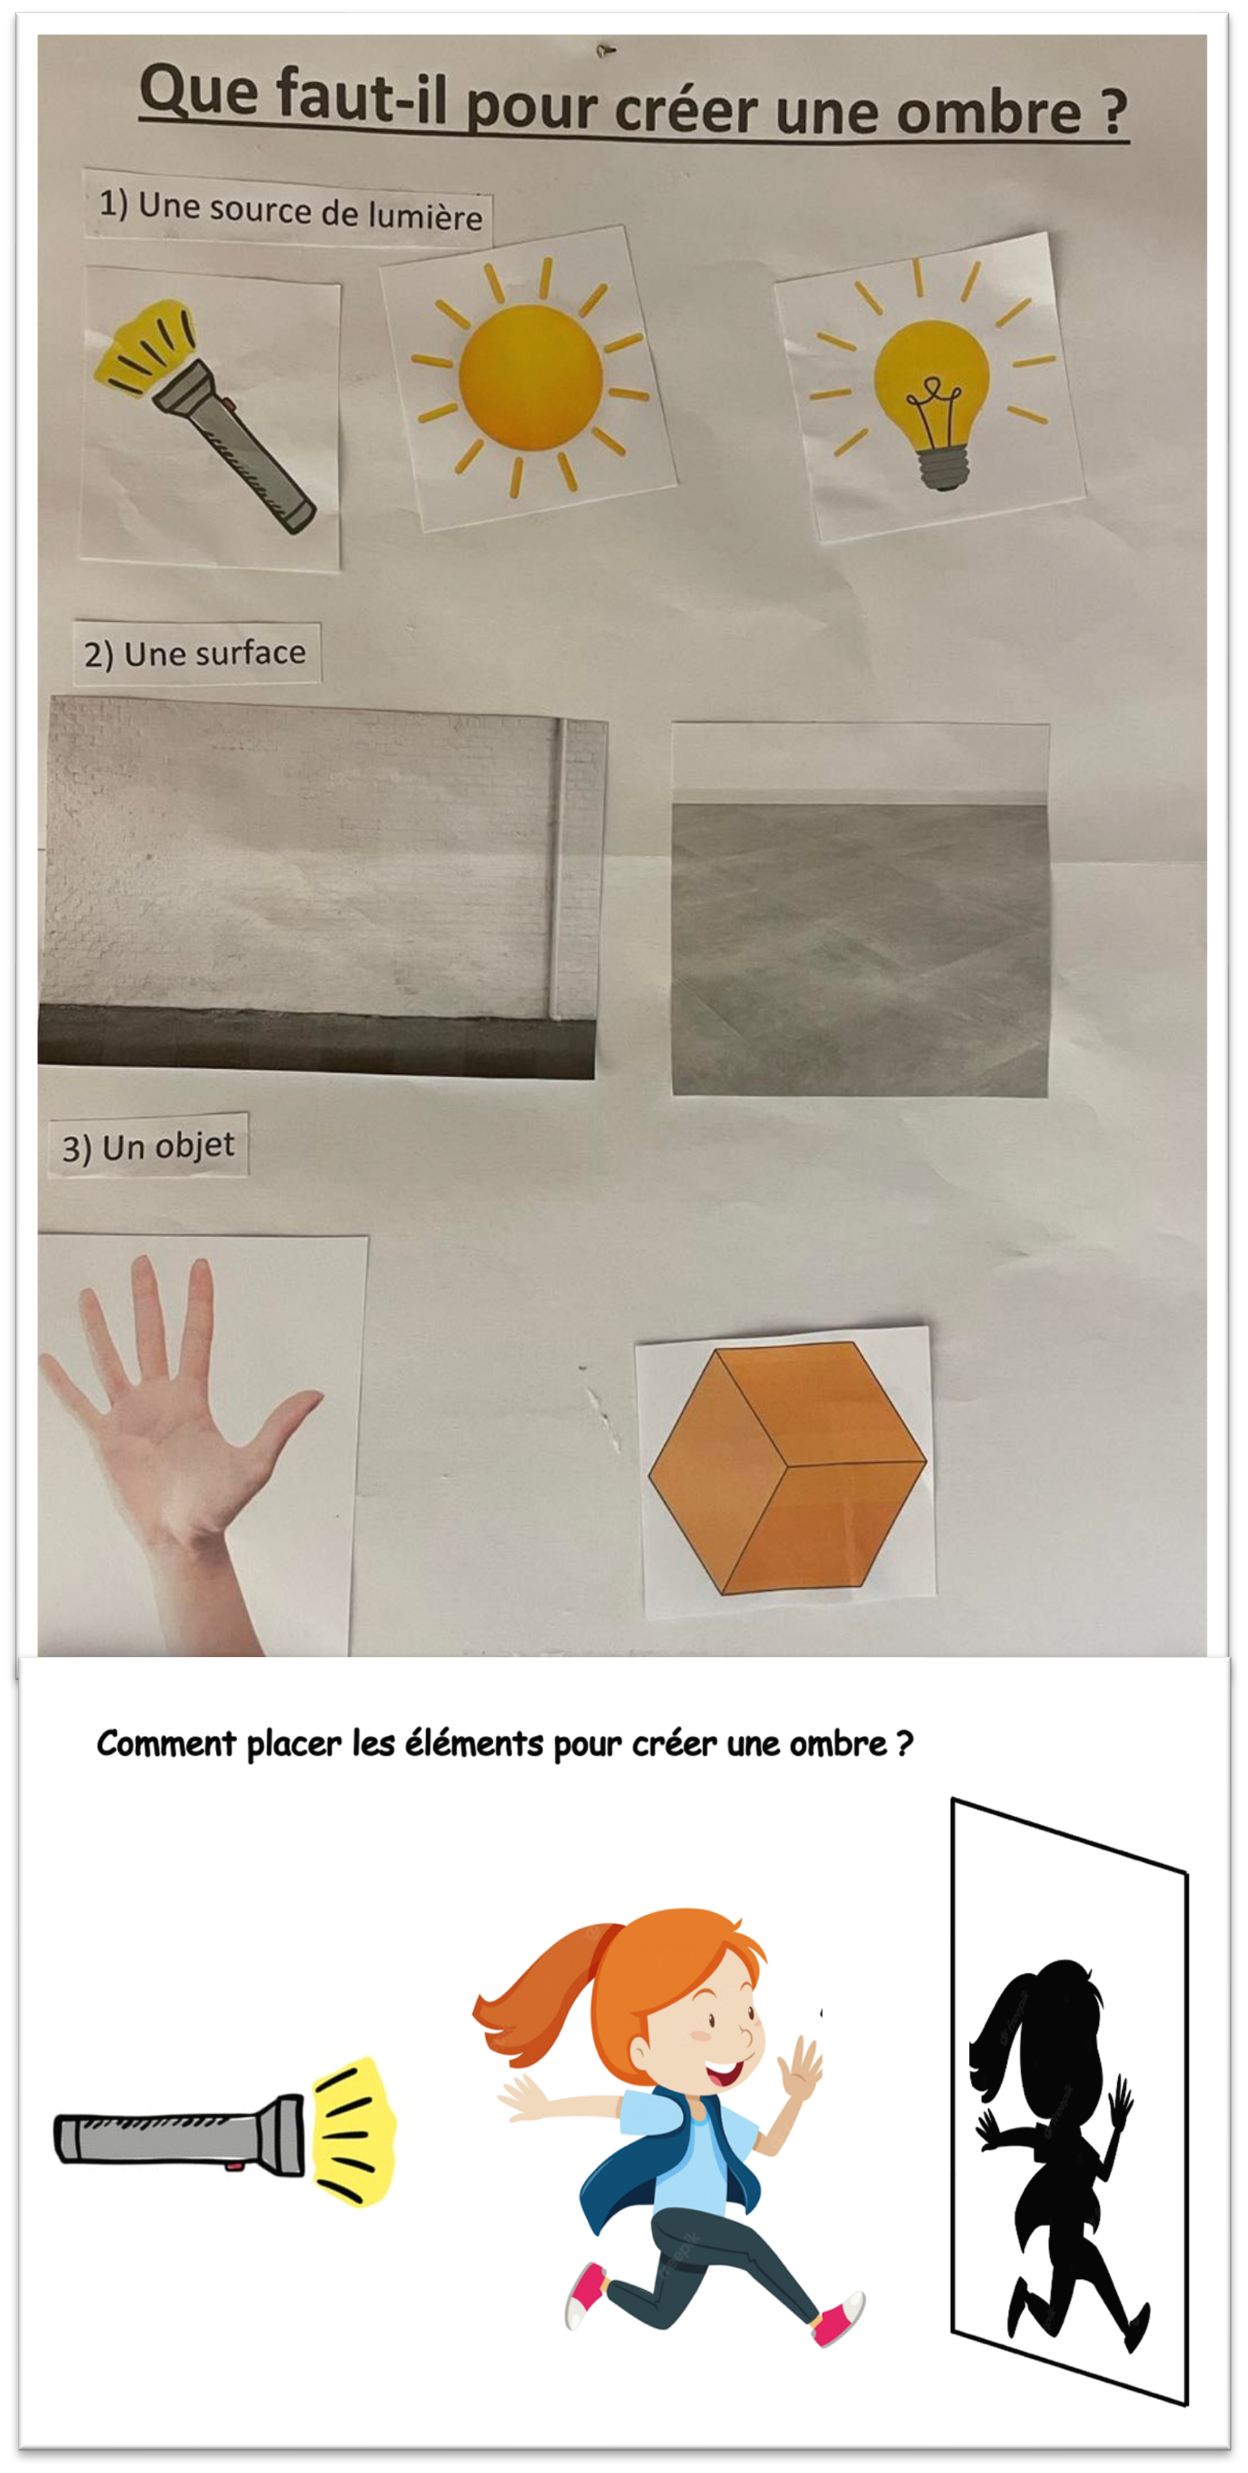 Que faut-il pour créer une ombre ?
1) Une source de lumière
2) Une surface
3) Un objet
Comment placer les éléments pour créer une ombre ?
freepik